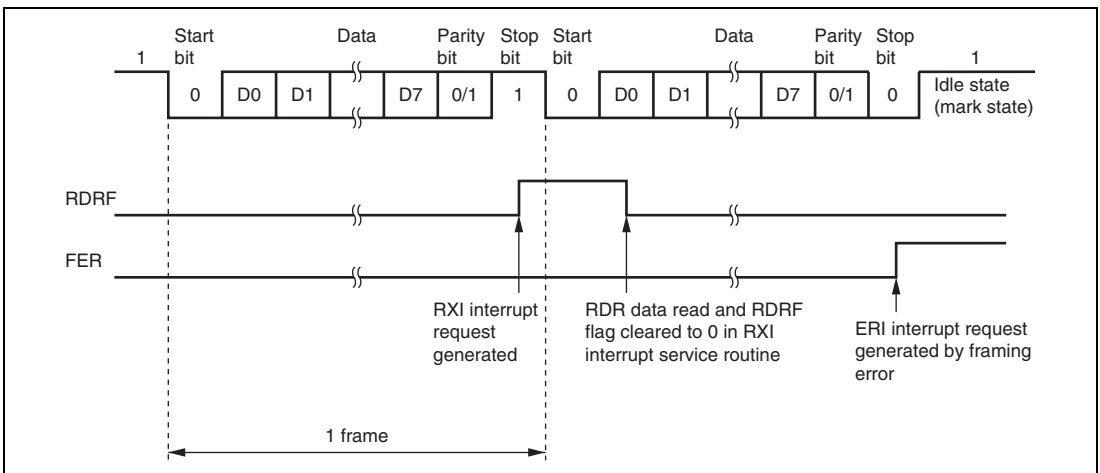 Start bit
Data
Parity bit
Stop bit
Start bit
Data
Parity bit
Stop bit
1
1
0
D0
D1
D7
0/1
1
0
D0
D1
D7
0/1
0
Idle state
(mark state)
RDRF
FER
RXI interrupt
request
generated
RDR data read and RDRF
flag cleared to 0 in RXI
interrupt service routine
ERI interrupt request
generated by framing
error
1 frame